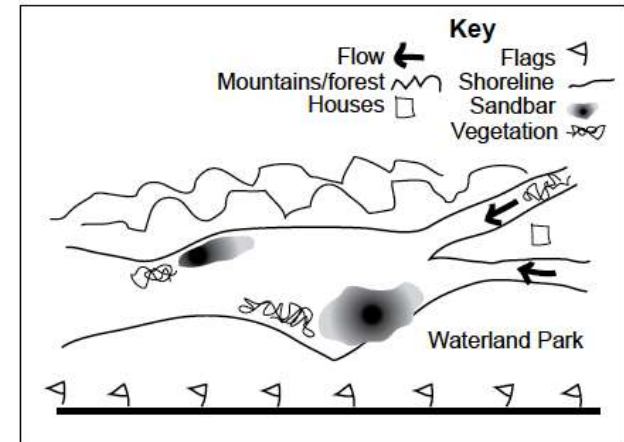 Key
Flow Flags
Mountains/forest Shoreline
Houses Sandbar
Vegetation
Waterland Park